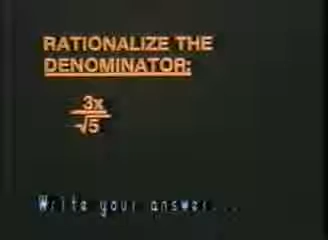 RATIONALIZE THE
DENOMINATOR:
3x
√5
Write your answer...